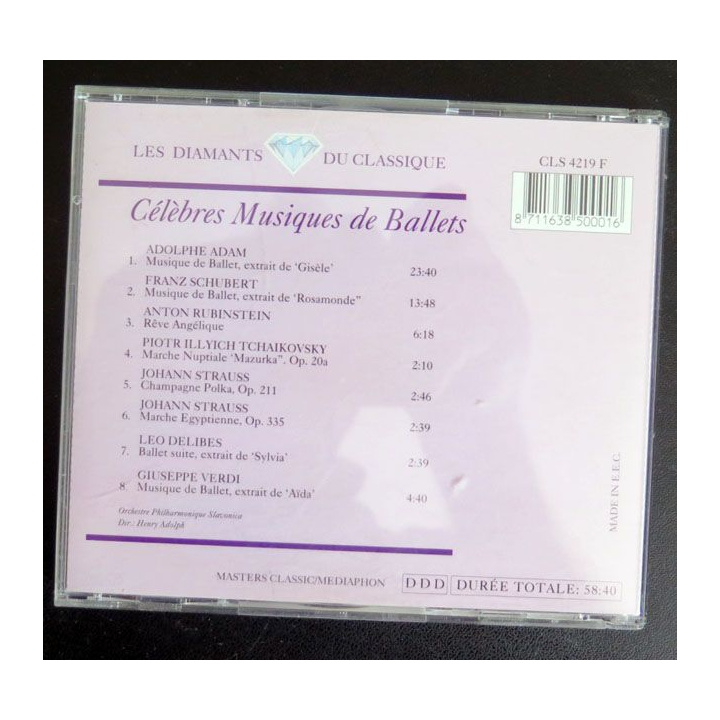 LES DIAMANTS DU CLASSIQUE
CLS 4219 F
8 711638 500016
Célèbres Musiques de Ballets
ADOLPHE ADAM
1. Musique de Ballet, extrait de ‘Gisèle’ 23:40
FRANZ SCHUBERT
2. Musique de Ballet, extrait de ‘Rosamonde” 13:48
ANTON RUBINSTEIN
3. Rêve Angélique 6:18
PIOTR ILLYICH TCHAIKOVSKY
4. Marche Nuptiale ‘Mazurka”. Op. 20a 2:10
JOHANN STRAUSS
5. Champagne Polka, Op. 211 2:46
JOHANN STRAUSS
6. Marche Egyptienne, Op. 335 2:39
LEO DELIBES
7. Ballet suite, extrait de ‘Sylvia’ 2:39
GIUSEPPE VERDI
8. Musique de Ballet, extrait de ‘Aïda’ 4:40
Orchestre Philharmonique Slavonica
Dir.: Henry Adolph
MADE IN E.E.C.
MASTERS CLASSIC/MEDIAPHON DDD DURÉE TOTALE: 58:40